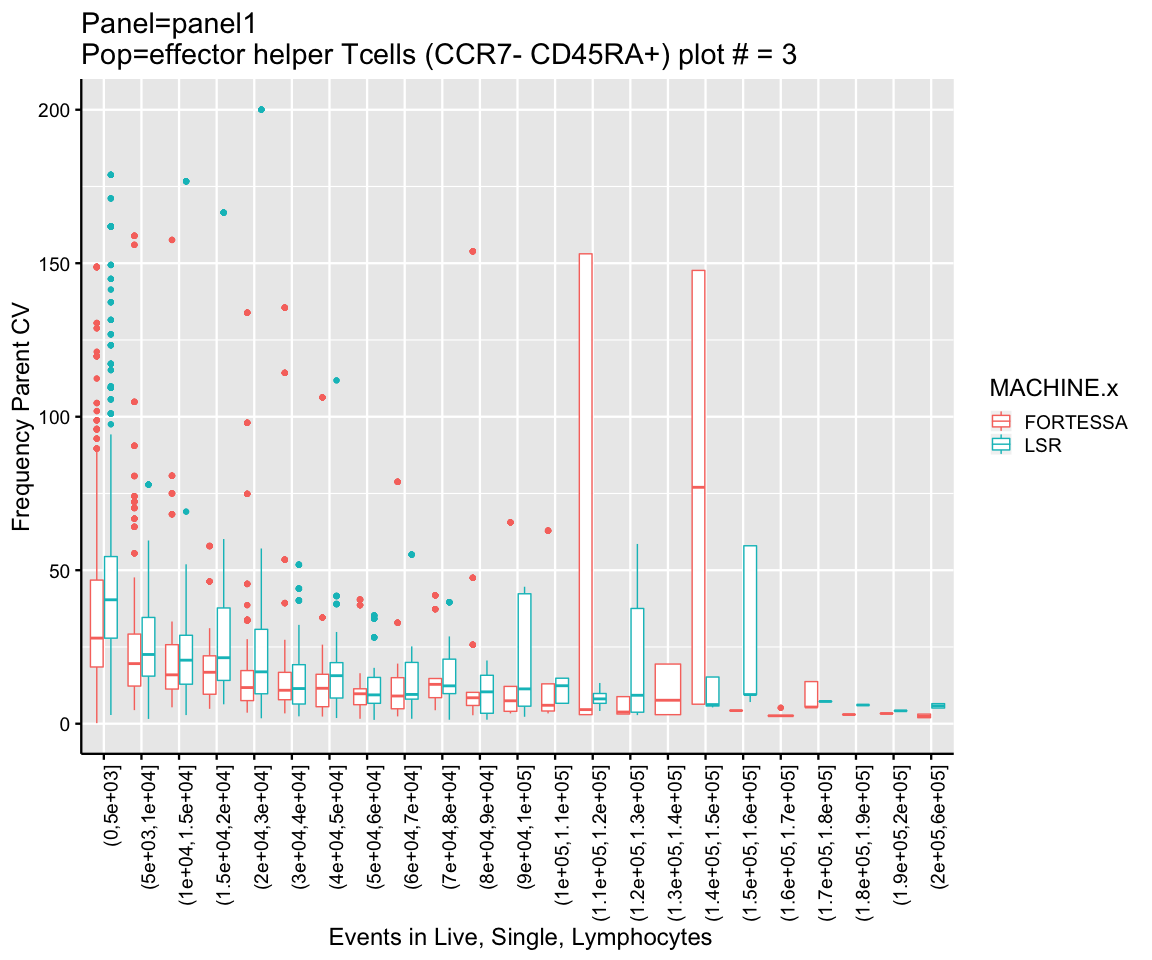 Panel=panel1
Pop=effector helper Tcells (CCR7- CD45RA+) plot # = 3
200
150
100
50
0
Frequency Parent CV
(0,5e+03]
(5e+03,1e+04]
(1e+04,1.5e+04]
(1.5e+04,2e+04]
(2e+04,3e+04]
(3e+04,4e+04]
(4e+04,5e+04]
(5e+04,6e+04]
(6e+04,7e+04]
(7e+04,8e+04]
(8e+04,9e+04]
(9e+04,1e+05]
(1e+05,1.1e+05]
(1.1e+05,1.2e+05]
(1.2e+05,1.3e+05]
(1.3e+05,1.4e+05]
(1.4e+05,1.5e+05]
(1.5e+05,1.6e+05]
(1.6e+05,1.7e+05]
(1.7e+05,1.8e+05]
(1.8e+05,1.9e+05]
(1.9e+05,2e+05]
(2e+05,6e+05]
Events in Live, Single, Lymphocytes
MACHINE.x
FORTESSA
LSR